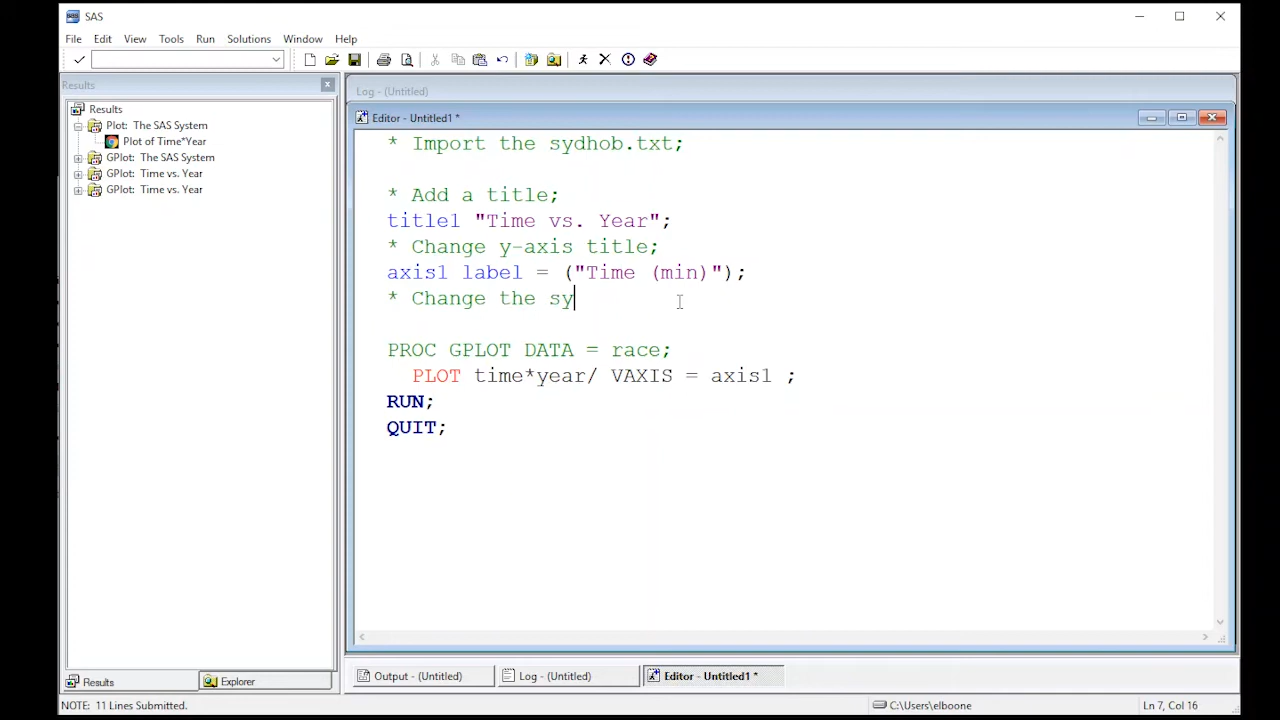 SAS
File Edit View Tools Run Solutions Window Help
Results
Log - (Untitled)
Results
Plot: The SAS System
Plot of Time*Year
GPlot: The SAS System
GPlot: Time vs. Year
GPlot: Time vs. Year
Editor - Untitled1 *
* Import the sydhob.txt;
* Add a title;
title1 "Time vs. Year";
* Change y-axis title;
axis1 label = ("Time (min)");
* Change the sy
PROC GPLOT DATA = race;
PLOT time*year/ VAXIS = axis1 ;
RUN;
QUIT;
Results Explorer
Output - (Untitled) Log - (Untitled) Editor - Untitled1 *
NOTE: 11 Lines Submitted. C:\Users\elboone Ln 7, Col 16